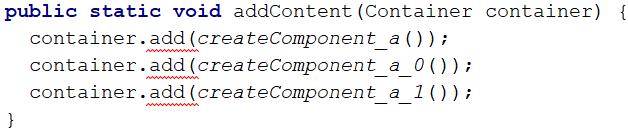 public static void addContent(Container container) {
container.add(createComponent_a());
container.add(createComponent_a_0());
container.add(createComponent_a_1());
}